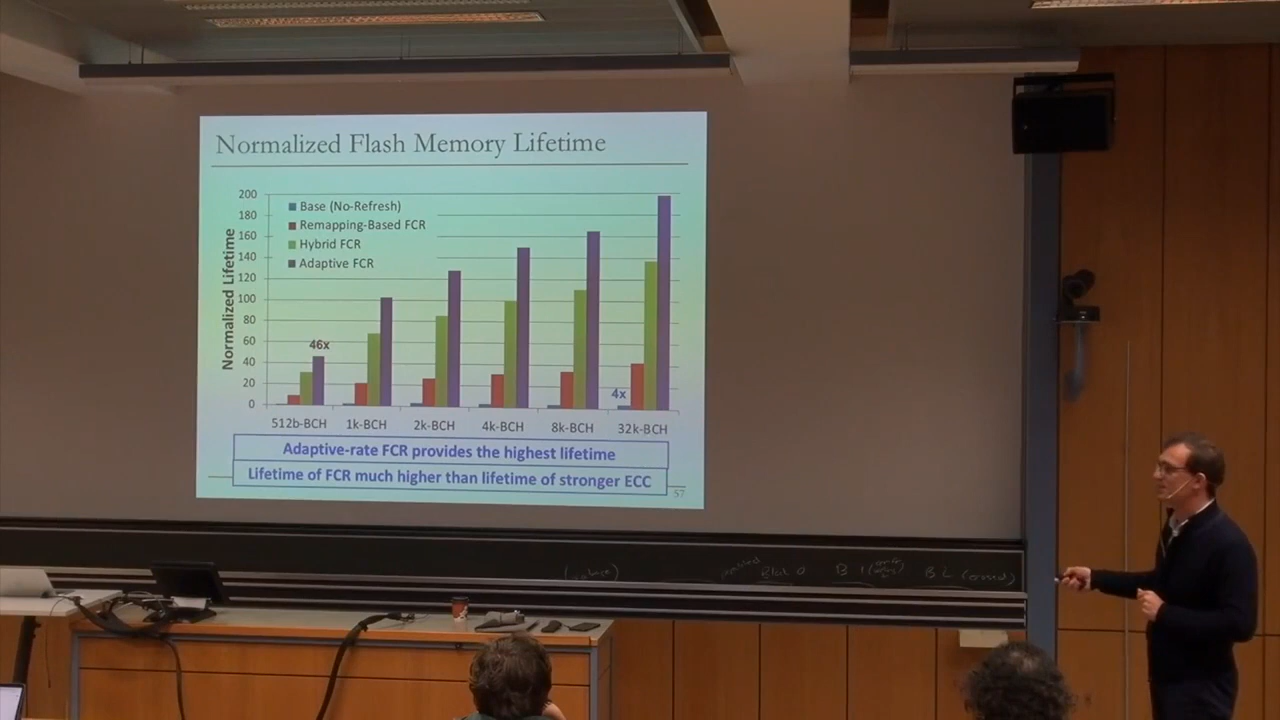 Normalized Flash Memory Lifetime
Normalized Lifetime
200
180
160
140
120
100
80
60
40
20
0
Base (No-Refresh)
Remapping-Based FCR
Hybrid FCR
Adaptive FCR
46x
4x
512b-BCH 1k-BCH 2k-BCH 4k-BCH 8k-BCH 32k-BCH
Adaptive-rate FCR provides the highest lifetime
Lifetime of FCR much higher than lifetime of stronger ECC
57